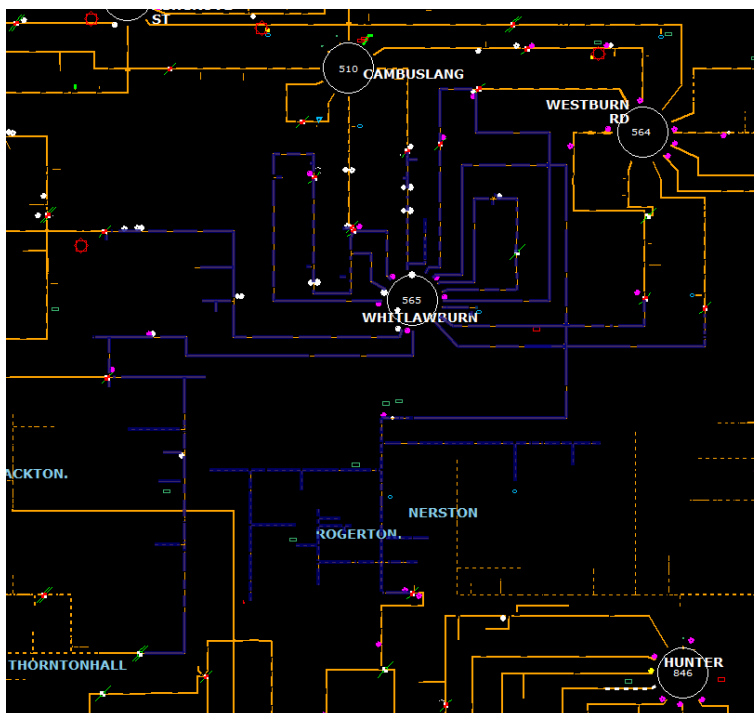 ST
510
CAMBUSLANG
WESTBURN
RD
564
565
WHITLAWBURN
ACKTON.
NERSTON
ROGERTON.
THORNTONHALL
HUNTER
846